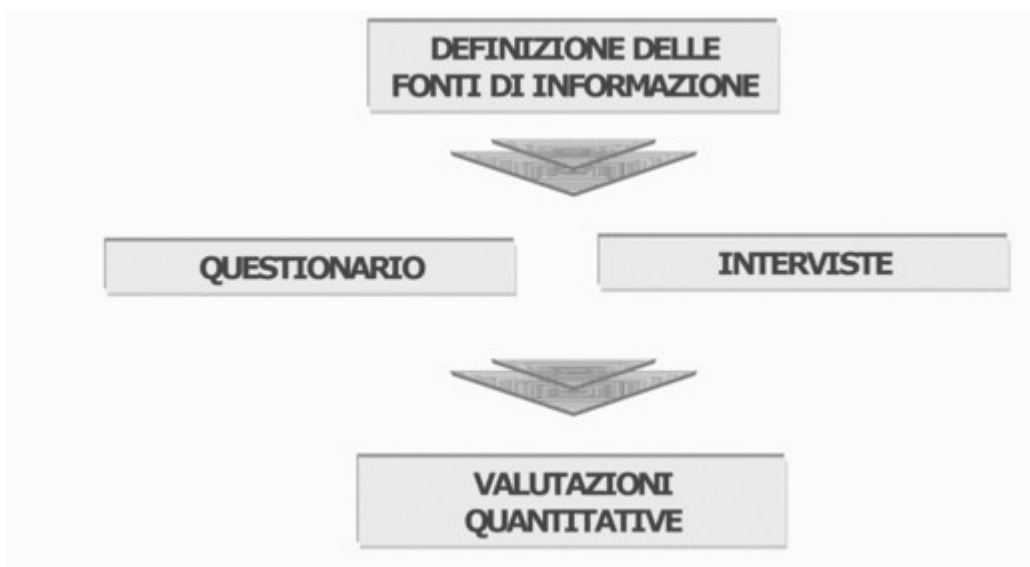 DEFINIZIONE DELLE
FONTI DI INFORMAZIONE
QUESTIONARIO
INTERVISTE
VALUTAZIONI
QUANTITATIVE